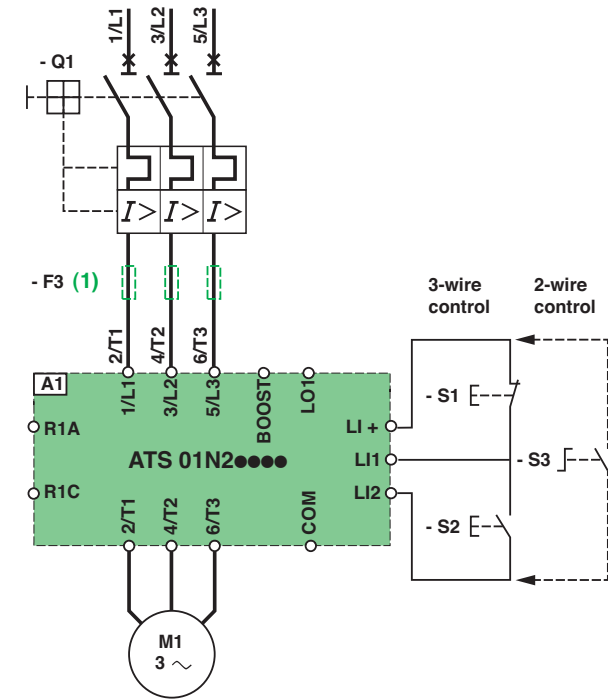 1/L1
3/L2
5/L3
- Q1
I>
I>
I>
- F3 (1)
2/T1
4/T2
6/T3
3-wire
control
2-wire
control
A1
1/L1
3/L2
5/L3
BOOST
LO1
R1A
R1C
ATS 01N2●●●●
LI +
LI1
LI2
- S1
- S3
- S2
2/T1
4/T2
6/T3
COM
M1
3 ~